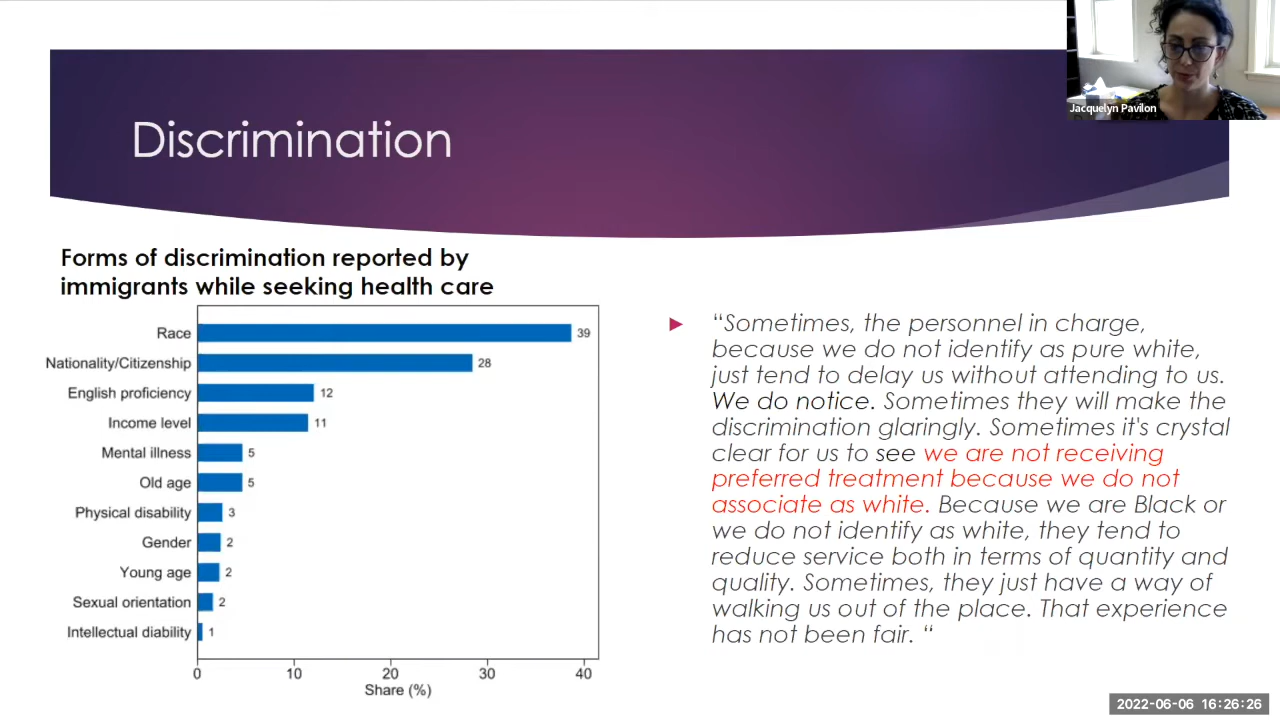 Jacquelyn Pavilon
Discrimination
Forms of discrimination reported by
immigrants while seeking health care
Race 39
Nationality/Citizenship 28
English proficiency 12
Income level 11
Mental illness 5
Old age 5
Physical disability 3
Gender 2
Young age 2
Sexual orientation 2
Intellectual diability 1
0 10 20 30 40
Share (%)
“Sometimes, the personnel in charge,
because we do not identify as pure white,
just tend to delay us without attending to us.
We do notice. Sometimes they will make the
discrimination glaringly. Sometimes it's crystal
clear for us to see we are not receiving
preferred treatment because we do not
associate as white. Because we are Black or
we do not identify as white, they tend to
reduce service both in terms of quantity and
quality. Sometimes, they just have a way of
walking us out of the place. That experience
has not been fair. “
2022-06-06 16:26:26